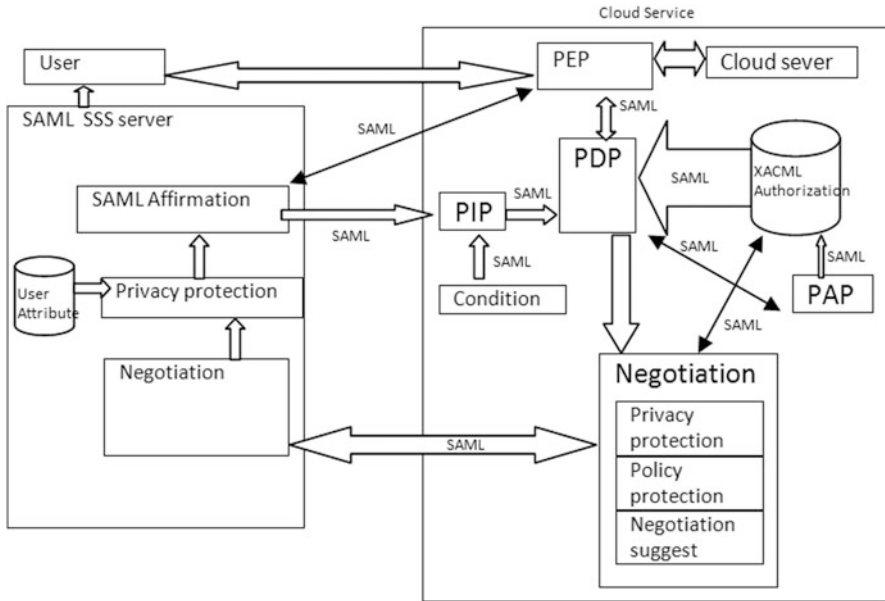 Cloud Service
User
PEP
Cloud sever
SAML
SAML SSS server
SAML
PDP
SAML
XACML
Authorization
SAML Affirmation
SAML
PIP
SAML
SAML
SAML
SAML
User
Attribute
Privacy protection
Condition
PAP
SAML
Negotiation
Negotiation
Privacy
protection
SAML
Policy
protection
Negotiation
suggest